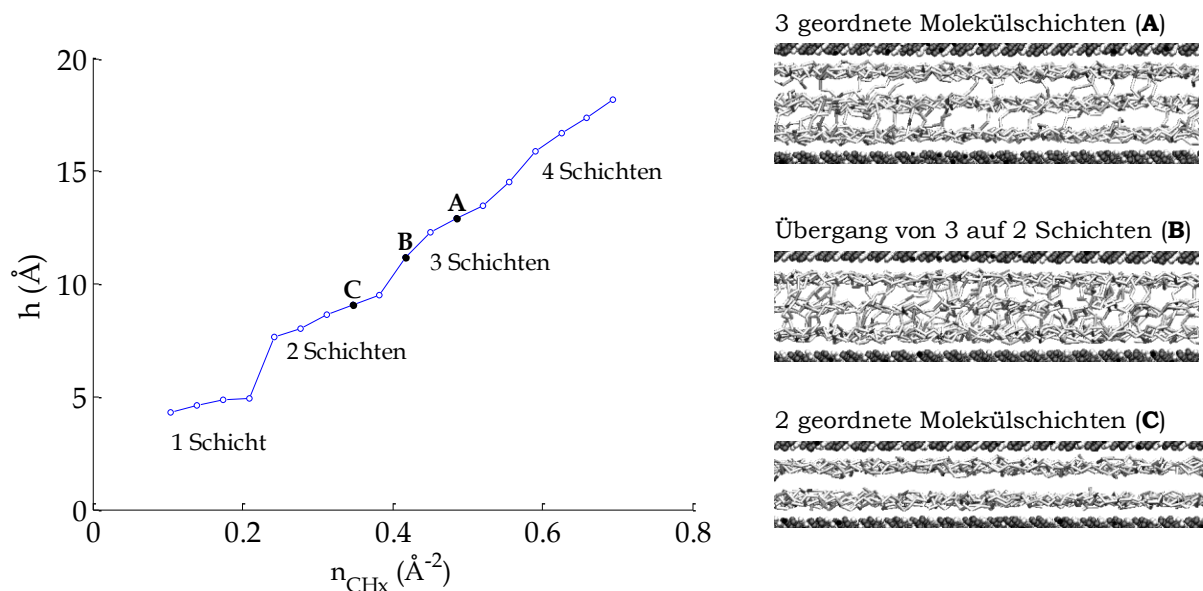 20
15
10
5
0
h (Å)
0
0.2
0.4
0.6
0.8
n_CHx (Å⁻²)
1 Schicht
2 Schichten
3 Schichten
4 Schichten
A
B
C
3 geordnete Molekülschichten (A)
Übergang von 3 auf 2 Schichten (B)
2 geordnete Molekülschichten (C)